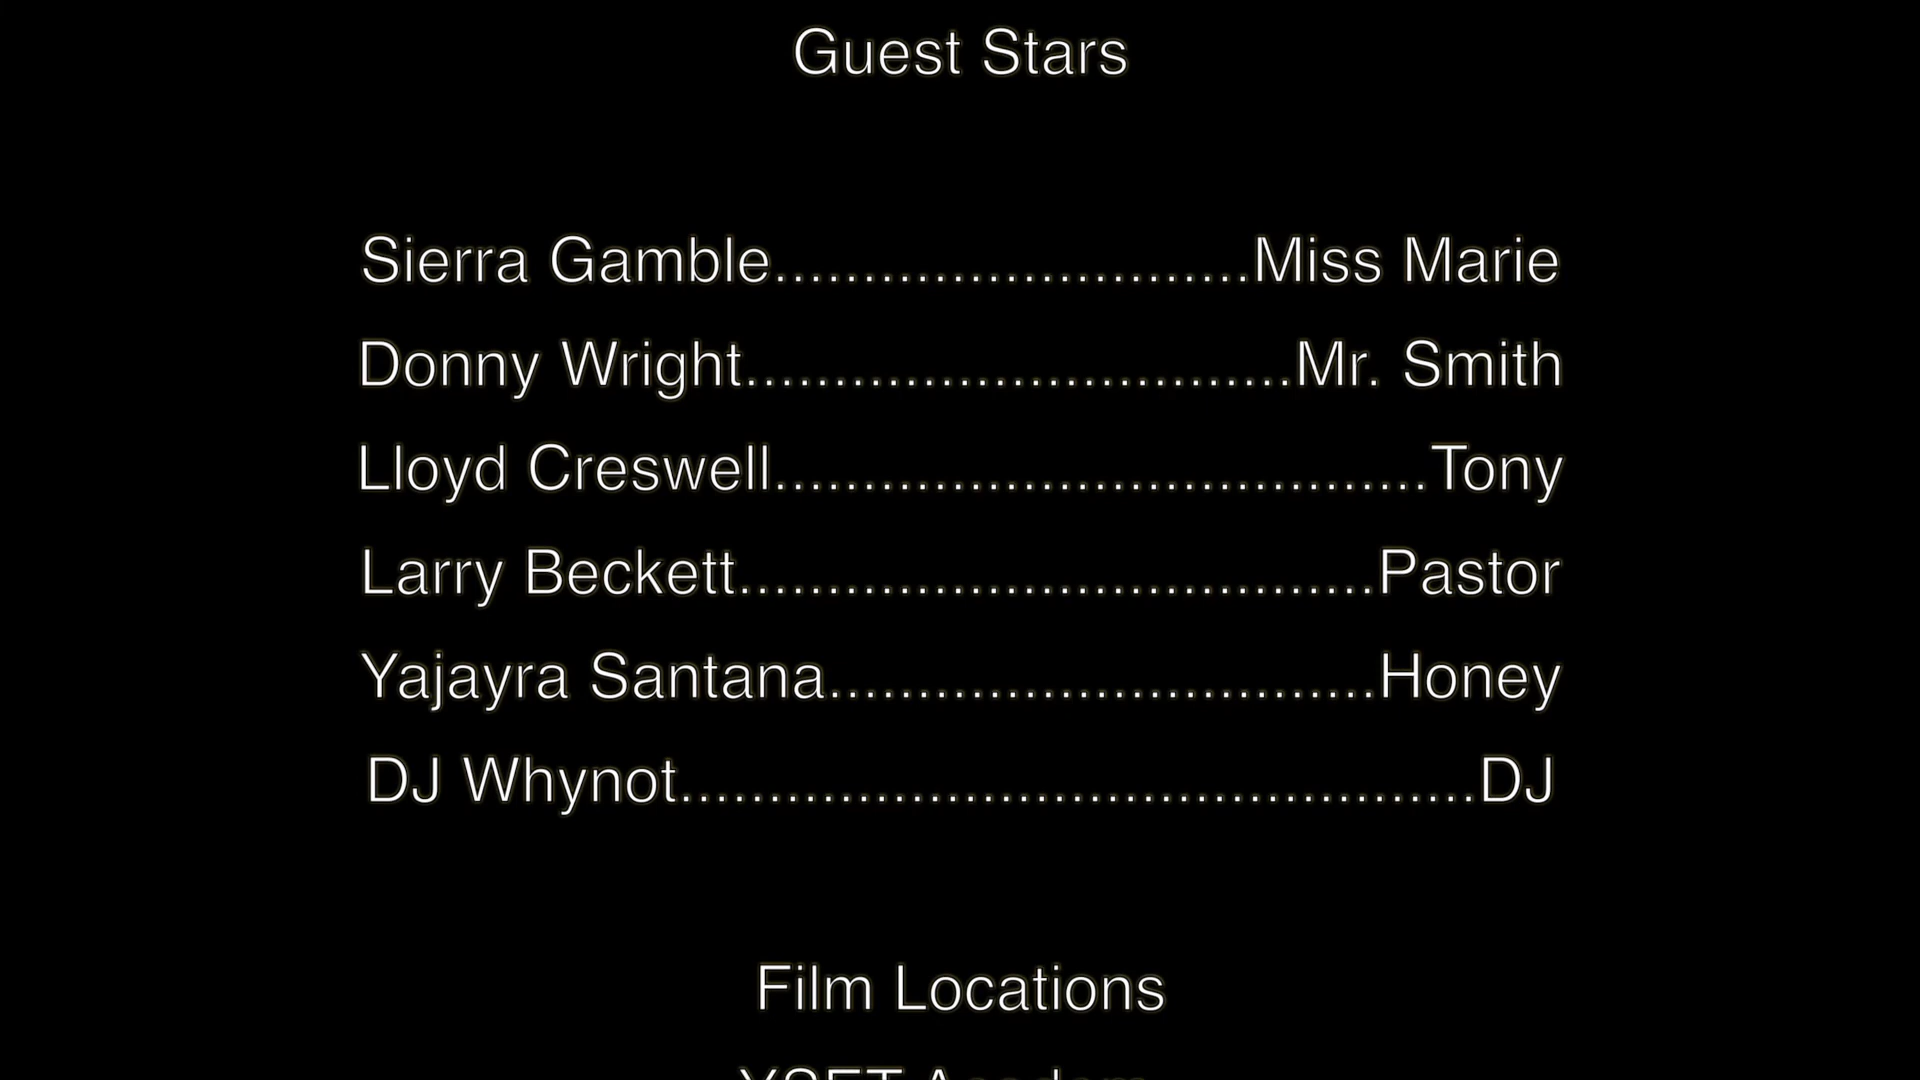 Guest Stars
Sierra Gamble...........................Miss Marie
Donny Wright...............................Mr. Smith
Lloyd Creswell.....................................Tony
Larry Beckett....................................Pastor
Yajayra Santana...............................Honey
DJ Whynot.............................................DJ
Film Locations